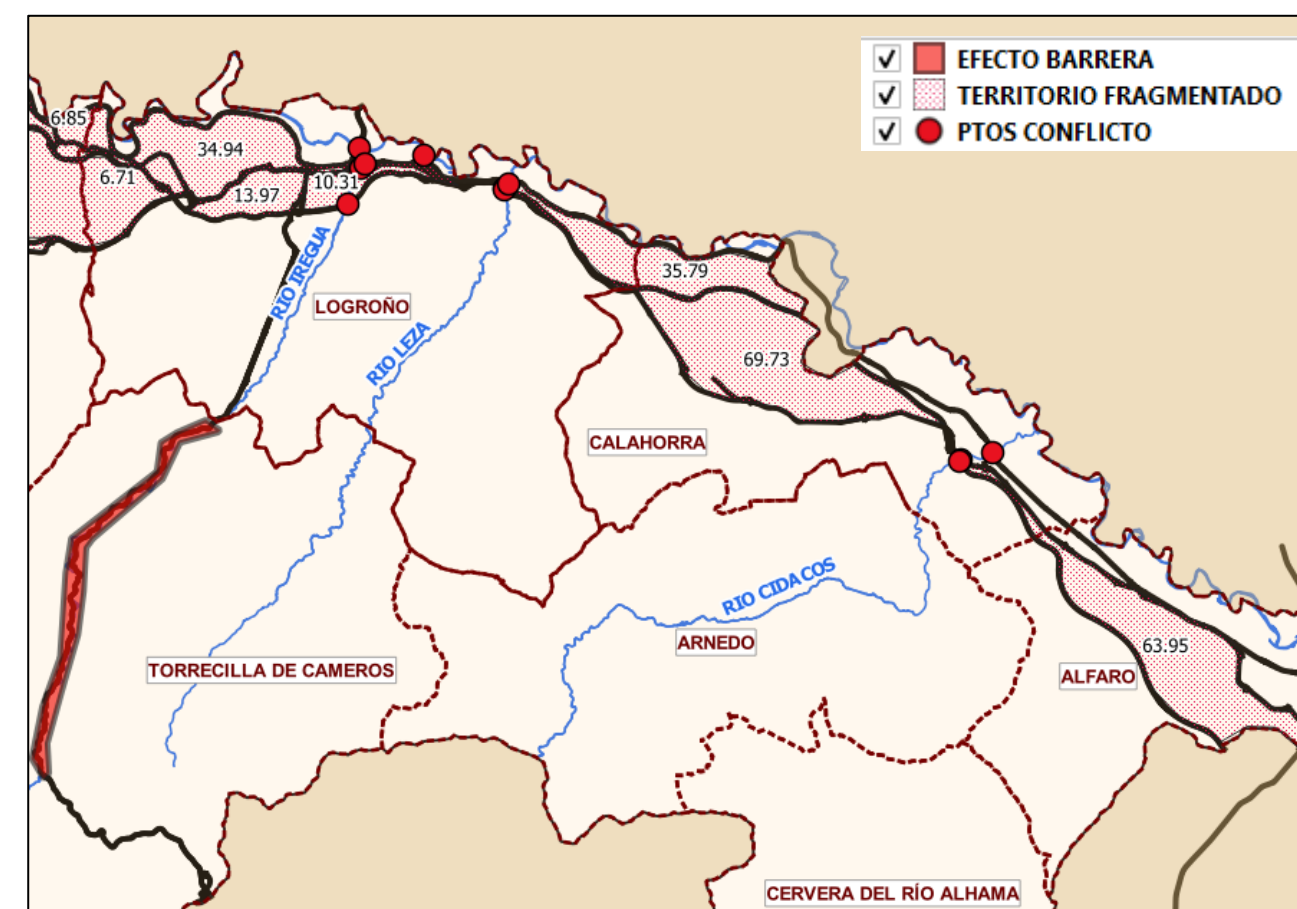 EFECTO BARRERA
TERRITORIO FRAGMENTADO
PTOS CONFLICTO
6.85
34.94
6.71
13.97
10.31
RIO IREGUA
LOGROÑO
RIO LEZA
35.79
69.73
CALAHORRA
RIO CIDACOS
ARNEDO
TORRECILLA DE CAMEROS
63.95
ALFARO
CERVERA DEL RÍO ALHAMA